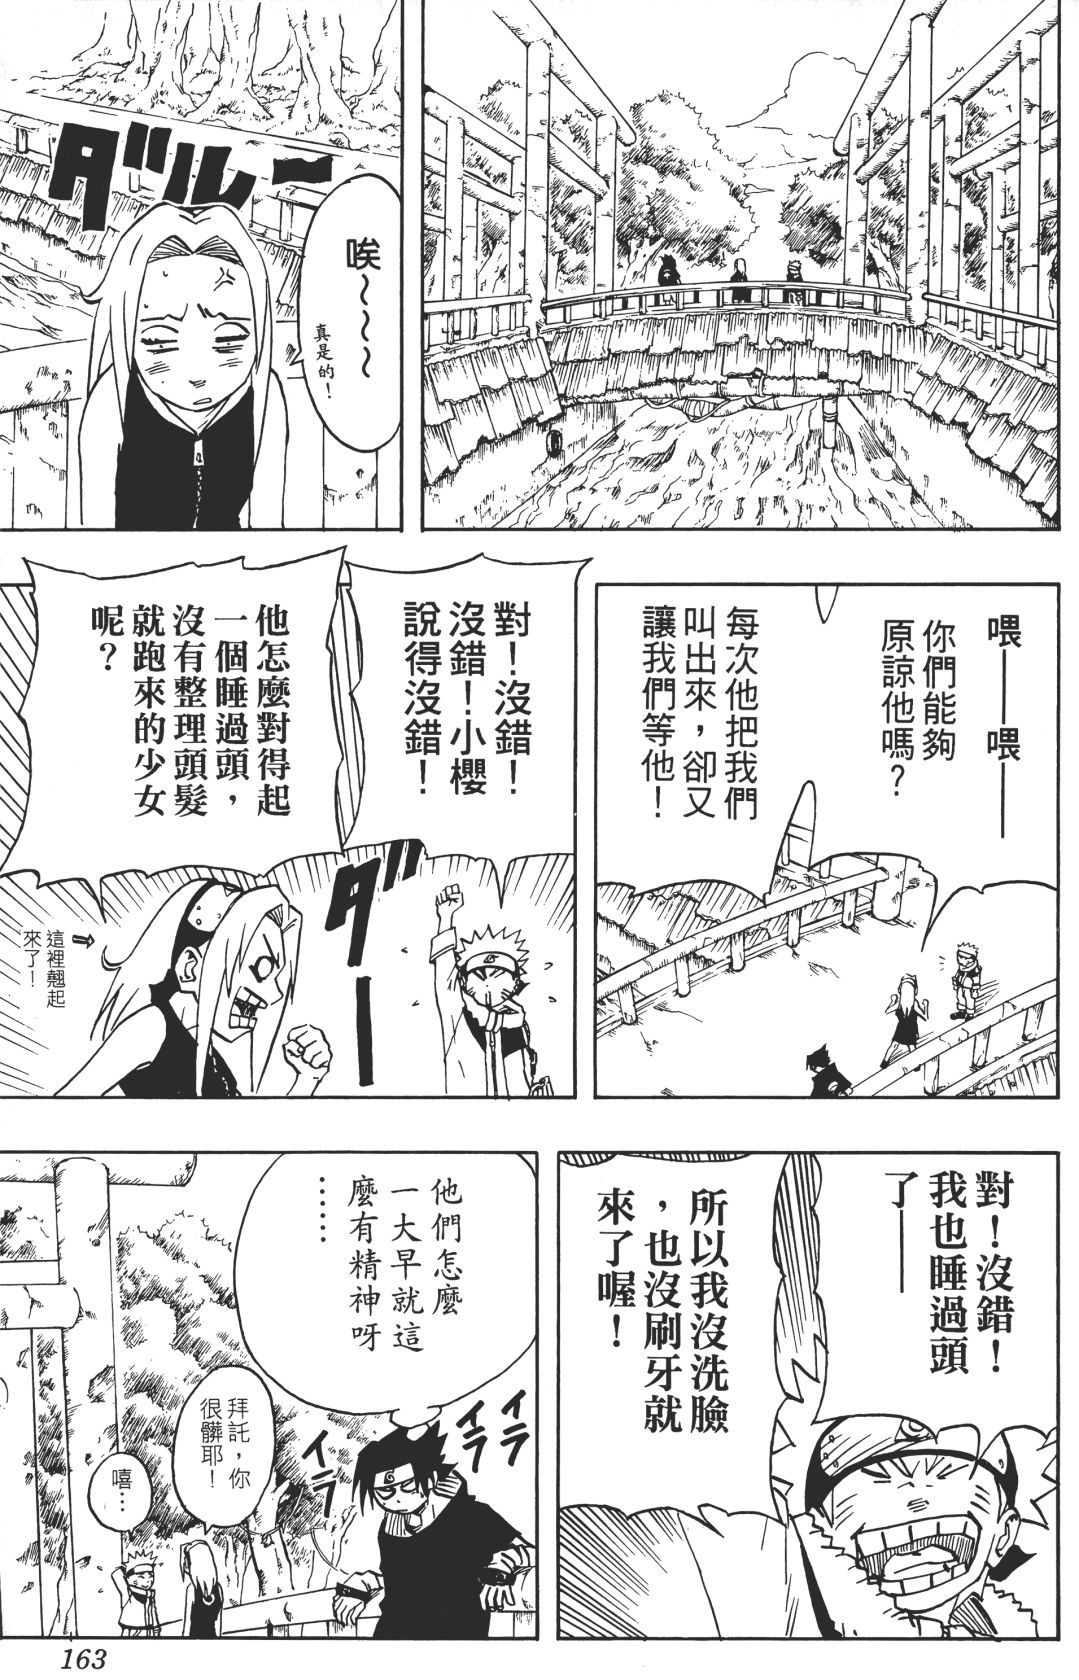 ダルー
唉～～～～
真是的！
喂——喂——
你們能夠
原諒他嗎？
每次他把我們
叫出來，卻又
讓我們等他！
對！沒錯！
沒錯！小櫻
說得沒錯！
他怎麼對得起
一個睡過頭，
沒有整理頭髮
就跑來的少女
呢？
ダーー
⇨
這裡翹起
來了！
對！沒錯！
我也睡過頭
了——
所以我沒洗臉
，也沒刷牙就
來了喔！
他們怎麼
一大早就這
麼有精神呀
……
イライラ
イラ
拜託，你
很髒耶！
嘻…
163